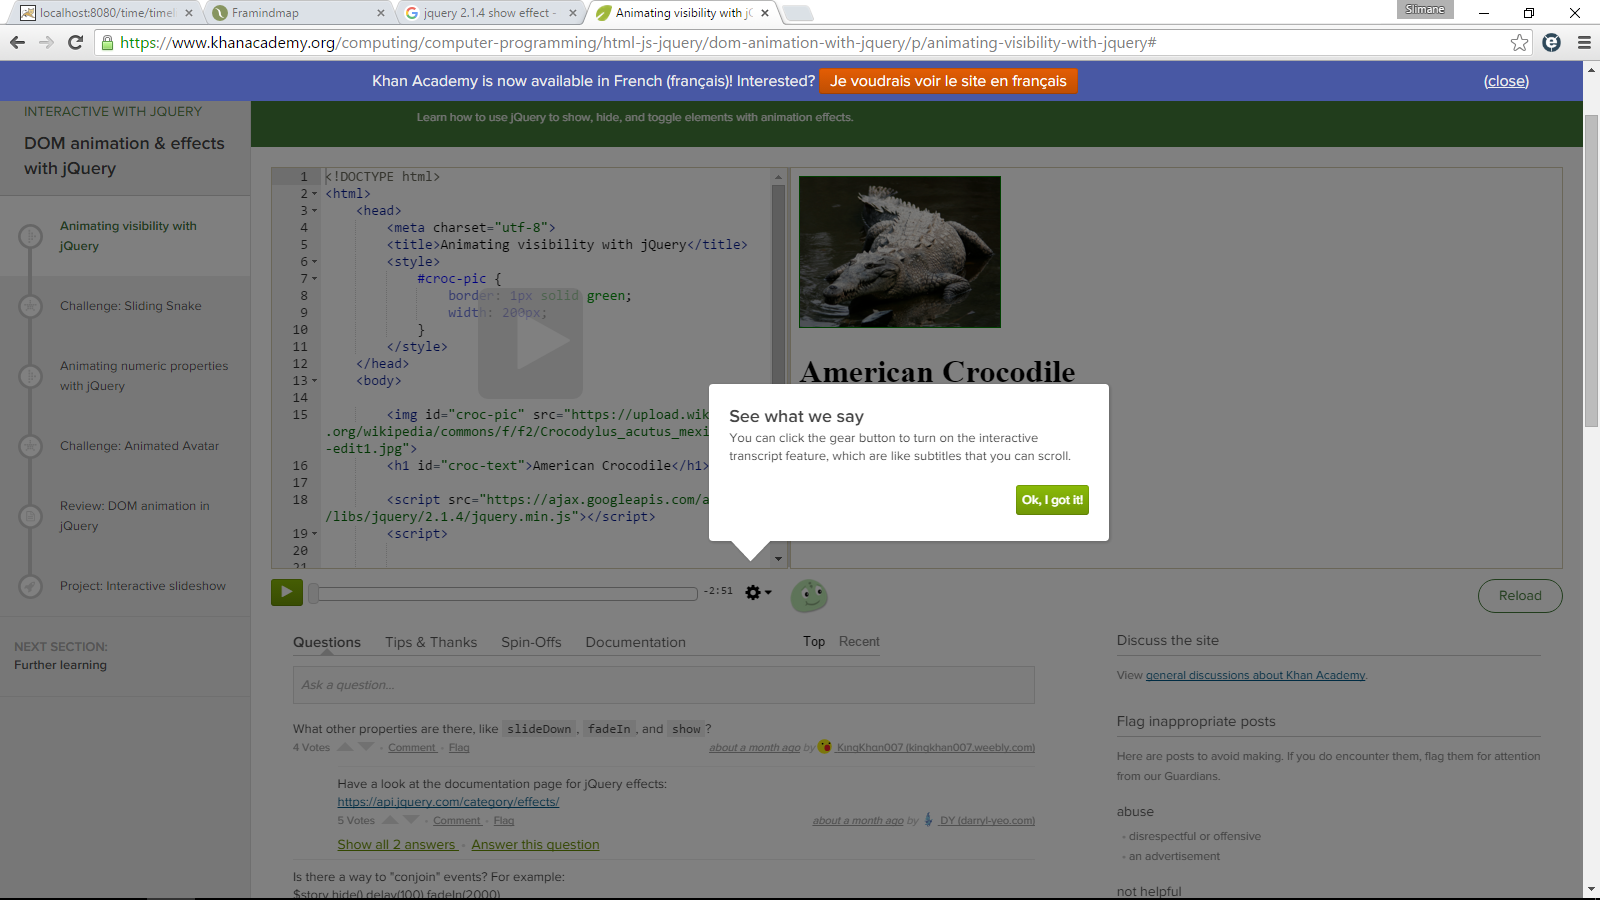 localhost:8080/time/timel
Framindmap
jquery 2.1.4 show effect -
Animating visibility with jQ
Slimane
https://www.khanacademy.org/computing/computer-programming/html-js-jquery/dom-animation-with-jquery/p/animating-visibility-with-jquery#
Khan Academy is now available in French (français)! Interested?
Je voudrais voir le site en français
(close)
INTERACTIVE WITH JQUERY
DOM animation & effects
with jQuery
Animating visibility with
jQuery
Challenge: Sliding Snake
Animating numeric properties
with jQuery
Challenge: Animated Avatar
Review: DOM animation in
jQuery
Project: Interactive slideshow
NEXT SECTION:
Further learning
Learn how to use jQuery to show, hide, and toggle elements with animation effects.
1 <!DOCTYPE html>
2 <html>
3 <head>
4 <meta charset="utf-8">
5 <title>Animating visibility with jQuery</title>
6 <style>
7 #croc-pic {
8 border: 1px solid green;
9 width: 200px;
10 }
11 </style>
12 </head>
13 <body>
14
15 <img id="croc-pic" src="https://upload.wik
.org/wikipedia/commons/f/f2/Crocodylus_acutus_mexi
-edit1.jpg">
16 <h1 id="croc-text">American Crocodile</h1>
17
18 <script src="https://ajax.googleapis.com/a
/libs/jquery/2.1.4/jquery.min.js"></script>
19 <script>
20
21
American Crocodile
See what we say
You can click the gear button to turn on the interactive
transcript feature, which are like subtitles that you can scroll.
Ok, I got it!
-2:51
Reload
Questions
Tips & Thanks
Spin-Offs
Documentation
Top
Recent
Ask a question...
What other properties are there, like slideDown, fadeIn, and show?
4 Votes • Comment • Flag
about a month ago by KingKhan007 (kingkhan007.weebly.com)
Have a look at the documentation page for jQuery effects:
https://api.jquery.com/category/effects/
5 Votes • Comment • Flag
about a month ago by DY (darryl-yeo.com)
Show all 2 answers • Answer this question
Is there a way to "conjoin" events? For example:
$story.hide().delay(100).fadeIn(2000)
Discuss the site
View general discussions about Khan Academy.
Flag inappropriate posts
Here are posts to avoid making. If you do encounter them, flag them for attention
from our Guardians.
abuse
- disrespectful or offensive
- an advertisement
not helpful